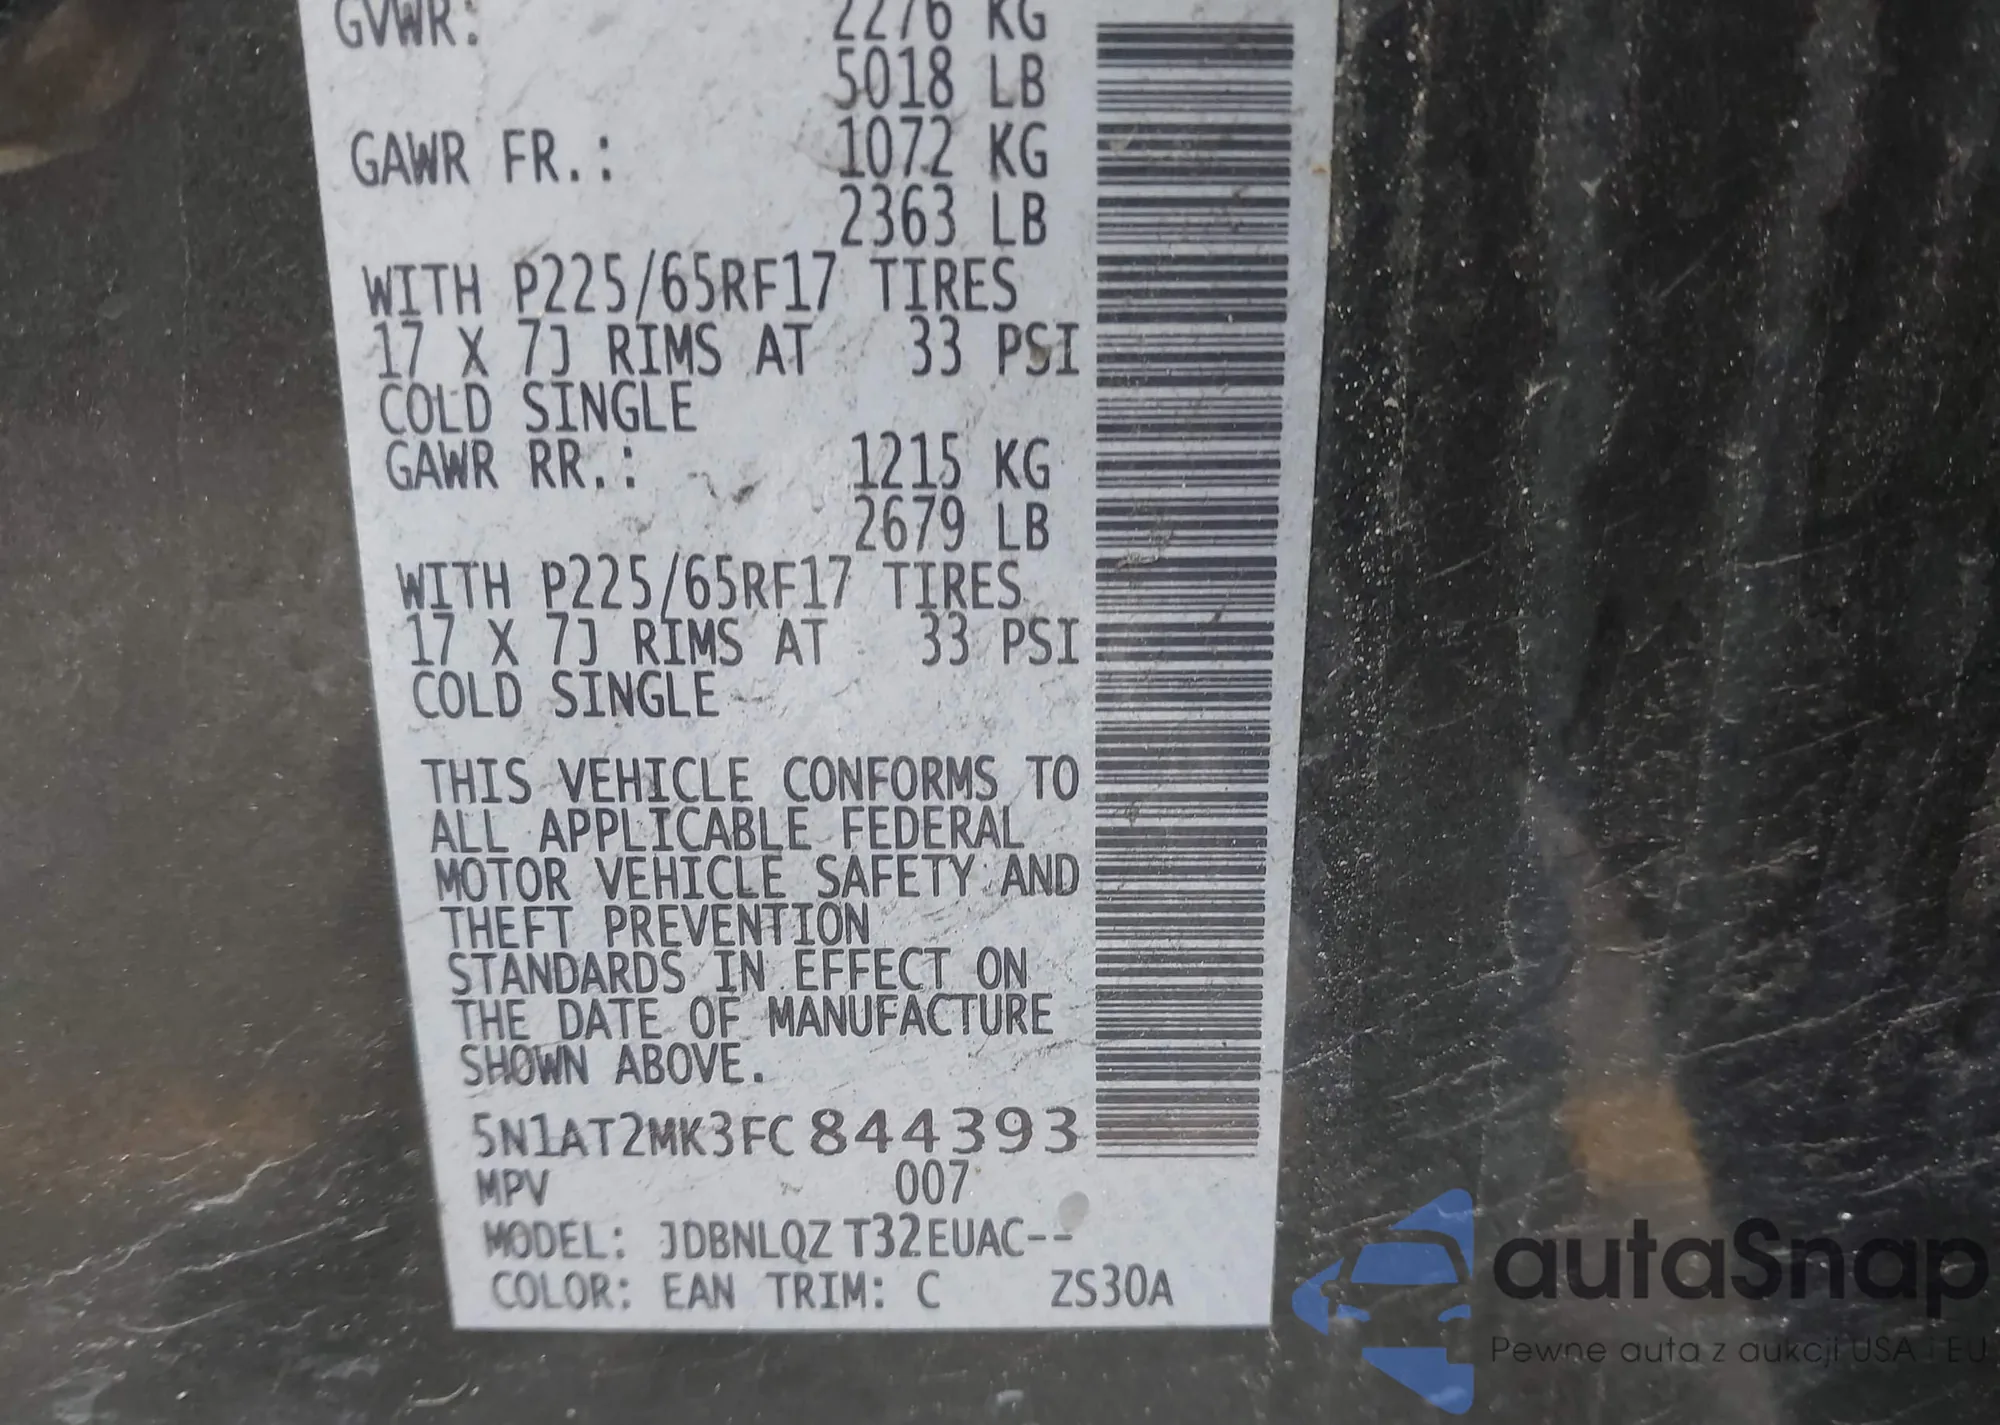 GVWR: 2276 KG
5018 LB
GAWR FR.: 1072 KG
2363 LB
WITH P225/65RF17 TIRES
17 X 7J RIMS AT 33 PSI
COLD SINGLE
GAWR RR.: 1215 KG
2679 LB
WITH P225/65RF17 TIRES
17 X 7J RIMS AT 33 PSI
COLD SINGLE
THIS VEHICLE CONFORMS TO
ALL APPLICABLE FEDERAL
MOTOR VEHICLE SAFETY AND
THEFT PREVENTION
STANDARDS IN EFFECT ON
THE DATE OF MANUFACTURE
SHOWN ABOVE.
5N1AT2MK3FC844393
MPV 007
MODEL: JDBNLQZ T32EUAC--
COLOR: EAN TRIM: C ZS30A
autaSnap
Pewne auta z aukcji USA i EU